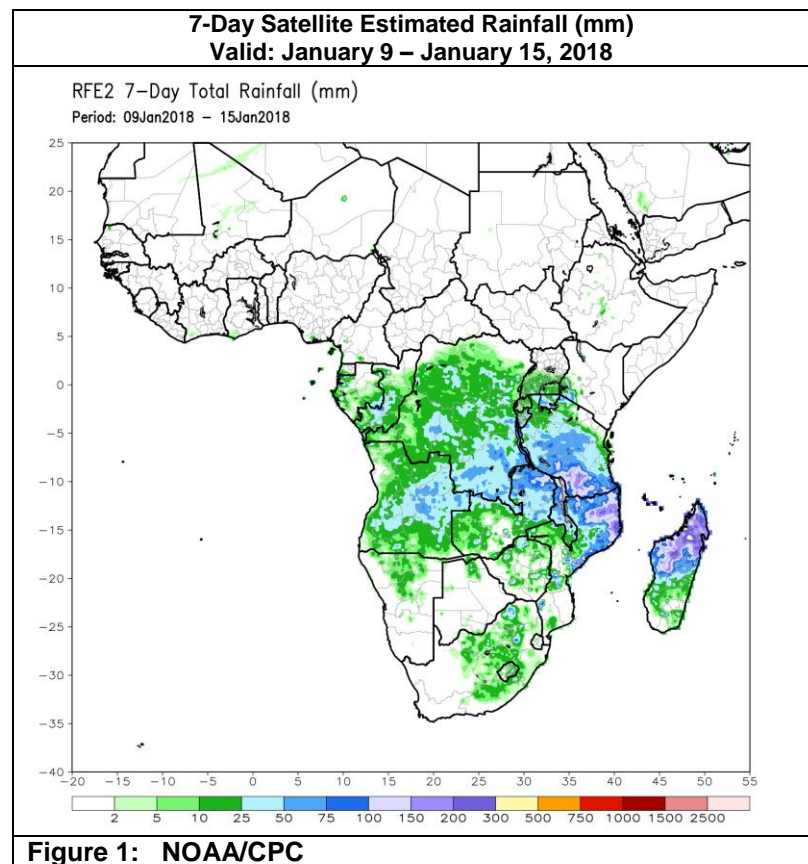 7-Day Satellite Estimated Rainfall (mm)
Valid: January 9 – January 15, 2018
RFE2 7-Day Total Rainfall (mm)
Period: 09Jan2018 - 15Jan2018
25
20
15
10
5
0
-5
-10
-15
-20
-25
-30
-35
-40
-20 -15 -10 -5 0 5 10 15 20 25 30 35 40 45 50 55
2 5 10 25 50 75 100 150 200 300 500 750 1000 1500 2500
Figure 1: NOAA/CPC